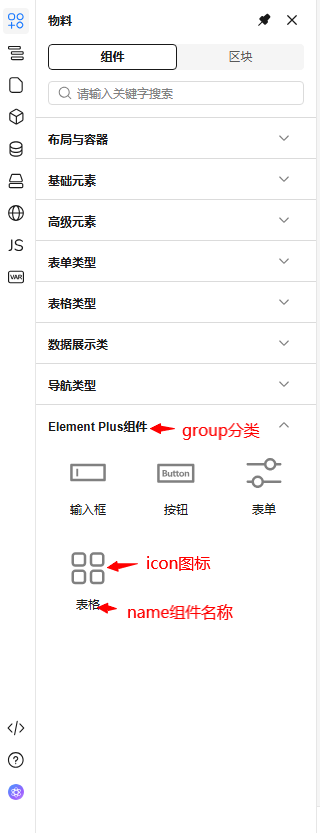 物料
组件
区块
请输入关键字搜索
布局与容器
基础元素
高级元素
表单类型
JS
VAR
表格类型
数据展示类
导航类型
Element Plus组件
group分类
Button
输入框
按钮
表单
icon图标
表格
name组件名称